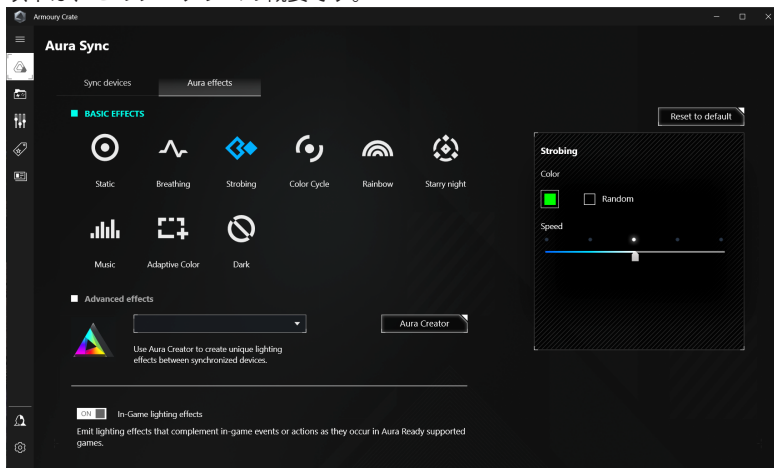 Armoury Crate
Aura Sync
Sync devices
Aura effects
BASIC EFFECTS
Reset to default
Static
Breathing
Strobing
Color Cycle
Rainbow
Starry night
Music
Adaptive Color
Dark
Strobing
Color
Random
Speed
Advanced effects
Aura Creator
Use Aura Creator to create unique lighting
effects between synchronized devices.
ON
In-Game lighting effects
Emit lighting effects that complement in-game events or actions as they occur in Aura Ready supported
games.